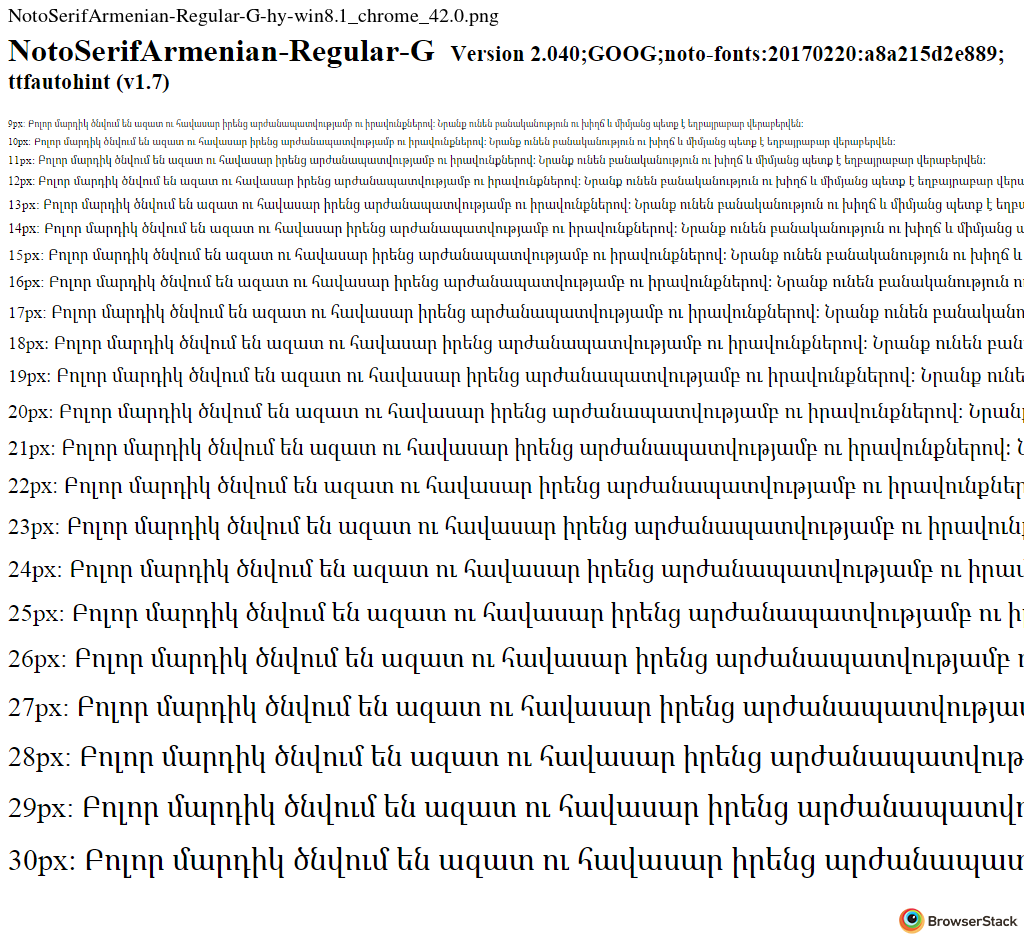 NotoSerifArmenian-Regular-G-hy-win8.1_chrome_42.0.png
NotoSerifArmenian-Regular-G Version 2.040;GOOG;noto-fonts:20170220:a8a215d2e889;
ttfautohint (v1.7)
9px: Բոլոր մարդիկ ծնվում են ազատ ու հավասար իրենց արժանապատվությամբ ու իրավունքներով: Նրանք ունեն բանականություն ու խիղճ և միմյանց պետք է եղբայրաբար վերաբերվեն:
10px: Բոլոր մարդիկ ծնվում են ազատ ու հավասար իրենց արժանապատվությամբ ու իրավունքներով: Նրանք ունեն բանականություն ու խիղճ և միմյանց պետք է եղբայրաբար վերաբերվեն:
11px: Բոլոր մարդիկ ծնվում են ազատ ու հավասար իրենց արժանապատվությամբ ու իրավունքներով: Նրանք ունեն բանականություն ու խիղճ և միմյանց պետք է եղբայրաբար վերաբերվեն:
12px: Բոլոր մարդիկ ծնվում են ազատ ու հավասար իրենց արժանապատվությամբ ու իրավունքներով: Նրանք ունեն բանականություն ու խիղճ և միմյանց պետք է եղբայրաբար վերա
13px: Բոլոր մարդիկ ծնվում են ազատ ու հավասար իրենց արժանապատվությամբ ու իրավունքներով: Նրանք ունեն բանականություն ու խիղճ և միմյանց պետք է եղբ
14px: Բոլոր մարդիկ ծնվում են ազատ ու հավասար իրենց արժանապատվությամբ ու իրավունքներով: Նրանք ունեն բանականություն ու խիղճ և միմյանց
15px: Բոլոր մարդիկ ծնվում են ազատ ու հավասար իրենց արժանապատվությամբ ու իրավունքներով: Նրանք ունեն բանականություն ու խիղճ և
16px: Բոլոր մարդիկ ծնվում են ազատ ու հավասար իրենց արժանապատվությամբ ու իրավունքներով: Նրանք ունեն բանականություն ու
17px: Բոլոր մարդիկ ծնվում են ազատ ու հավասար իրենց արժանապատվությամբ ու իրավունքներով: Նրանք ունեն բանականո
18px: Բոլոր մարդիկ ծնվում են ազատ ու հավասար իրենց արժանապատվությամբ ու իրավունքներով: Նրանք ունեն բան
19px: Բոլոր մարդիկ ծնվում են ազատ ու հավասար իրենց արժանապատվությամբ ու իրավունքներով: Նրանք ունե
20px: Բոլոր մարդիկ ծնվում են ազատ ու հավասար իրենց արժանապատվությամբ ու իրավունքներով: Նրան
21px: Բոլոր մարդիկ ծնվում են ազատ ու հավասար իրենց արժանապատվությամբ ու իրավունքներով:
22px: Բոլոր մարդիկ ծնվում են ազատ ու հավասար իրենց արժանապատվությամբ ու իրավունքներ
23px: Բոլոր մարդիկ ծնվում են ազատ ու հավասար իրենց արժանապատվությամբ ու իրավուն
24px: Բոլոր մարդիկ ծնվում են ազատ ու հավասար իրենց արժանապատվությամբ ու իրավ
25px: Բոլոր մարդիկ ծնվում են ազատ ու հավասար իրենց արժանապատվությամբ ու ի
26px: Բոլոր մարդիկ ծնվում են ազատ ու հավասար իրենց արժանապատվությամբ
27px: Բոլոր մարդիկ ծնվում են ազատ ու հավասար իրենց արժանապատվությա
28px: Բոլոր մարդիկ ծնվում են ազատ ու հավասար իրենց արժանապատվութ
29px: Բոլոր մարդիկ ծնվում են ազատ ու հավասար իրենց արժանապատվ
30px: Բոլոր մարդիկ ծնվում են ազատ ու հավասար իրենց արժանապատ
BrowserStack